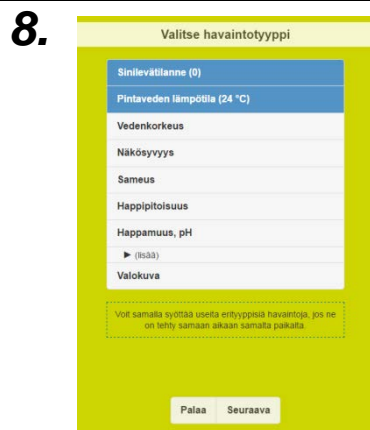 8.
Valitse havaintotyyppi
Sinilevätilanne (0)
Pintaveden lämpötila (24 °C)
Vedenkorkeus
Näkösyvyys
Sameus
Happipitoisuus
Happamuus, pH
► (lisää)
Valokuva
Voit samalla syöttää useita erityyppisiä havaintoja, jos ne
on tehty samaan aikaan samalta paikalta.
Palaa Seuraava